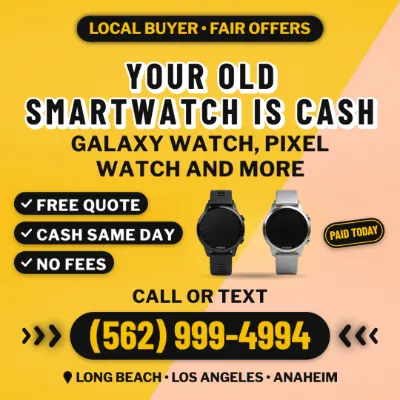 LOCAL BUYER • FAIR OFFERS
YOUR OLD
SMARTWATCH IS CASH
GALAXY WATCH, PIXEL
WATCH AND MORE
FREE QUOTE
CASH SAME DAY
NO FEES
PAID TODAY
CALL OR TEXT
(562) 999-4994
LONG BEACH • LOS ANGELES • ANAHEIM